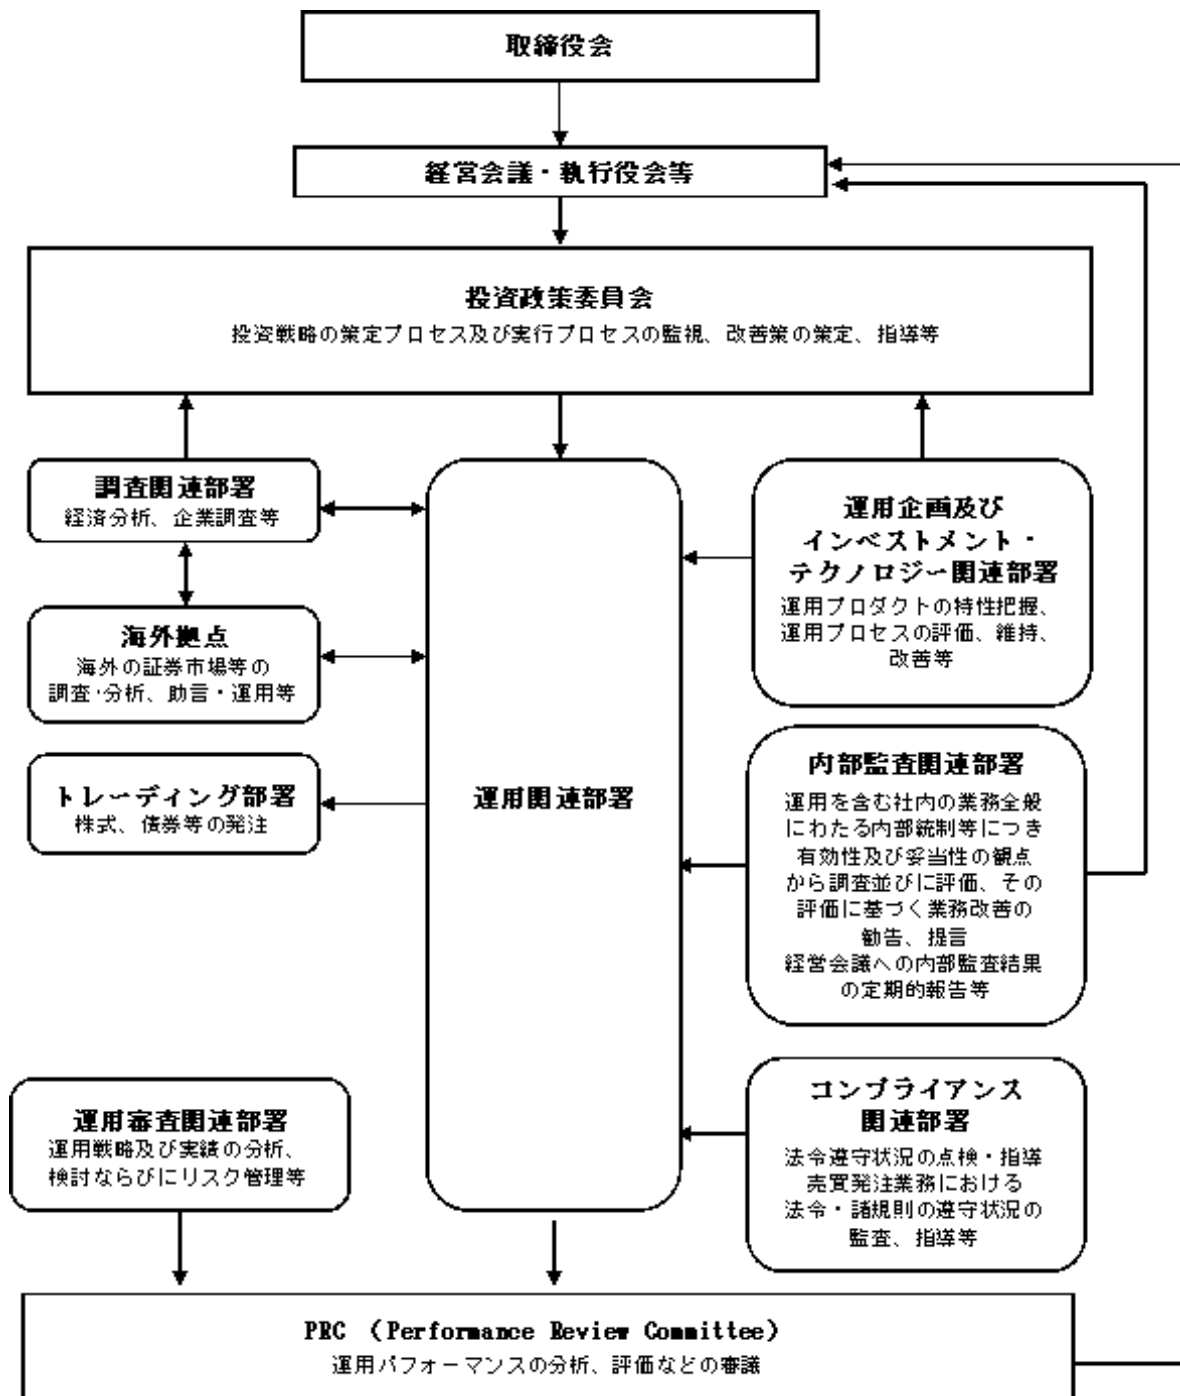 取締役会
経営会議・執行役会等
投資政策委員会
投資戦略の策定プロセス及び実行プロセスの監視、改善策の策定、指導等
調査関連部署
経済分析、企業調査等
海外拠点
海外の証券市場等の
調査・分析、助言・運用等
トレーディング部署
株式、債券等の発注
運用関連部署
運用企画及び
インベストメント・
テクノロジー関連部署
運用プロダクトの特性把握、
運用プロセスの評価、維持、
改善等
内部監査関連部署
運用を含む社内の業務全般
にわたる内部統制等につき
有効性及び妥当性の観点
から調査並びに評価、その
評価に基づく業務改善の
勧告、提言
経営会議への内部監査結果
の定期的報告等
コンプライアンス
関連部署
法令遵守状況の点検・指導
売買発注業務における
法令・諸規則の遵守状況の
監査、指導等
運用審査関連部署
運用戦略及び実績の分析、
検討ならびにリスク管理等
PRC （Performance Review Committee）
運用パフォーマンスの分析、評価などの審議